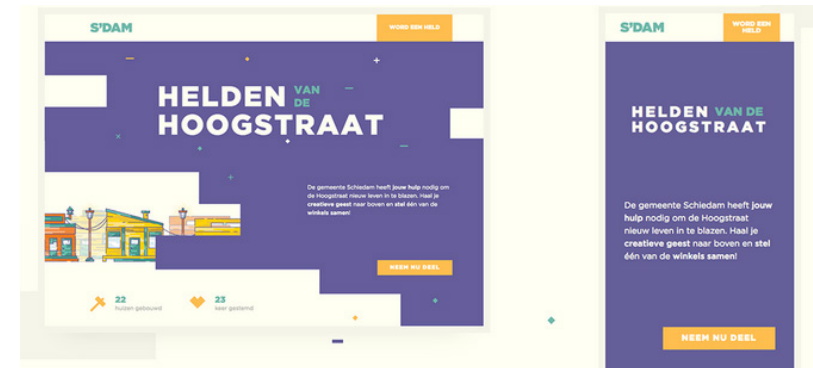 S'DAM
WORD EEN HELD
HELDEN VAN DE
HOOGSTRAAT
De gemeente Schiedam heeft jouw hulp nodig om
de Hoogstraat nieuw leven in te blazen. Haal je
creatieve geest naar boven en stel één van de
winkels samen!
NEEM NU DEEL
22
huizen gebouwd
23
keer gestemd
S'DAM
WORD EEN
HELD
HELDEN VAN DE
HOOGSTRAAT
De gemeente Schiedam heeft jouw
hulp nodig om de Hoogstraat
nieuw leven in te blazen. Haal je
creatieve geest naar boven en stel
één van de winkels samen!
NEEM NU DEEL